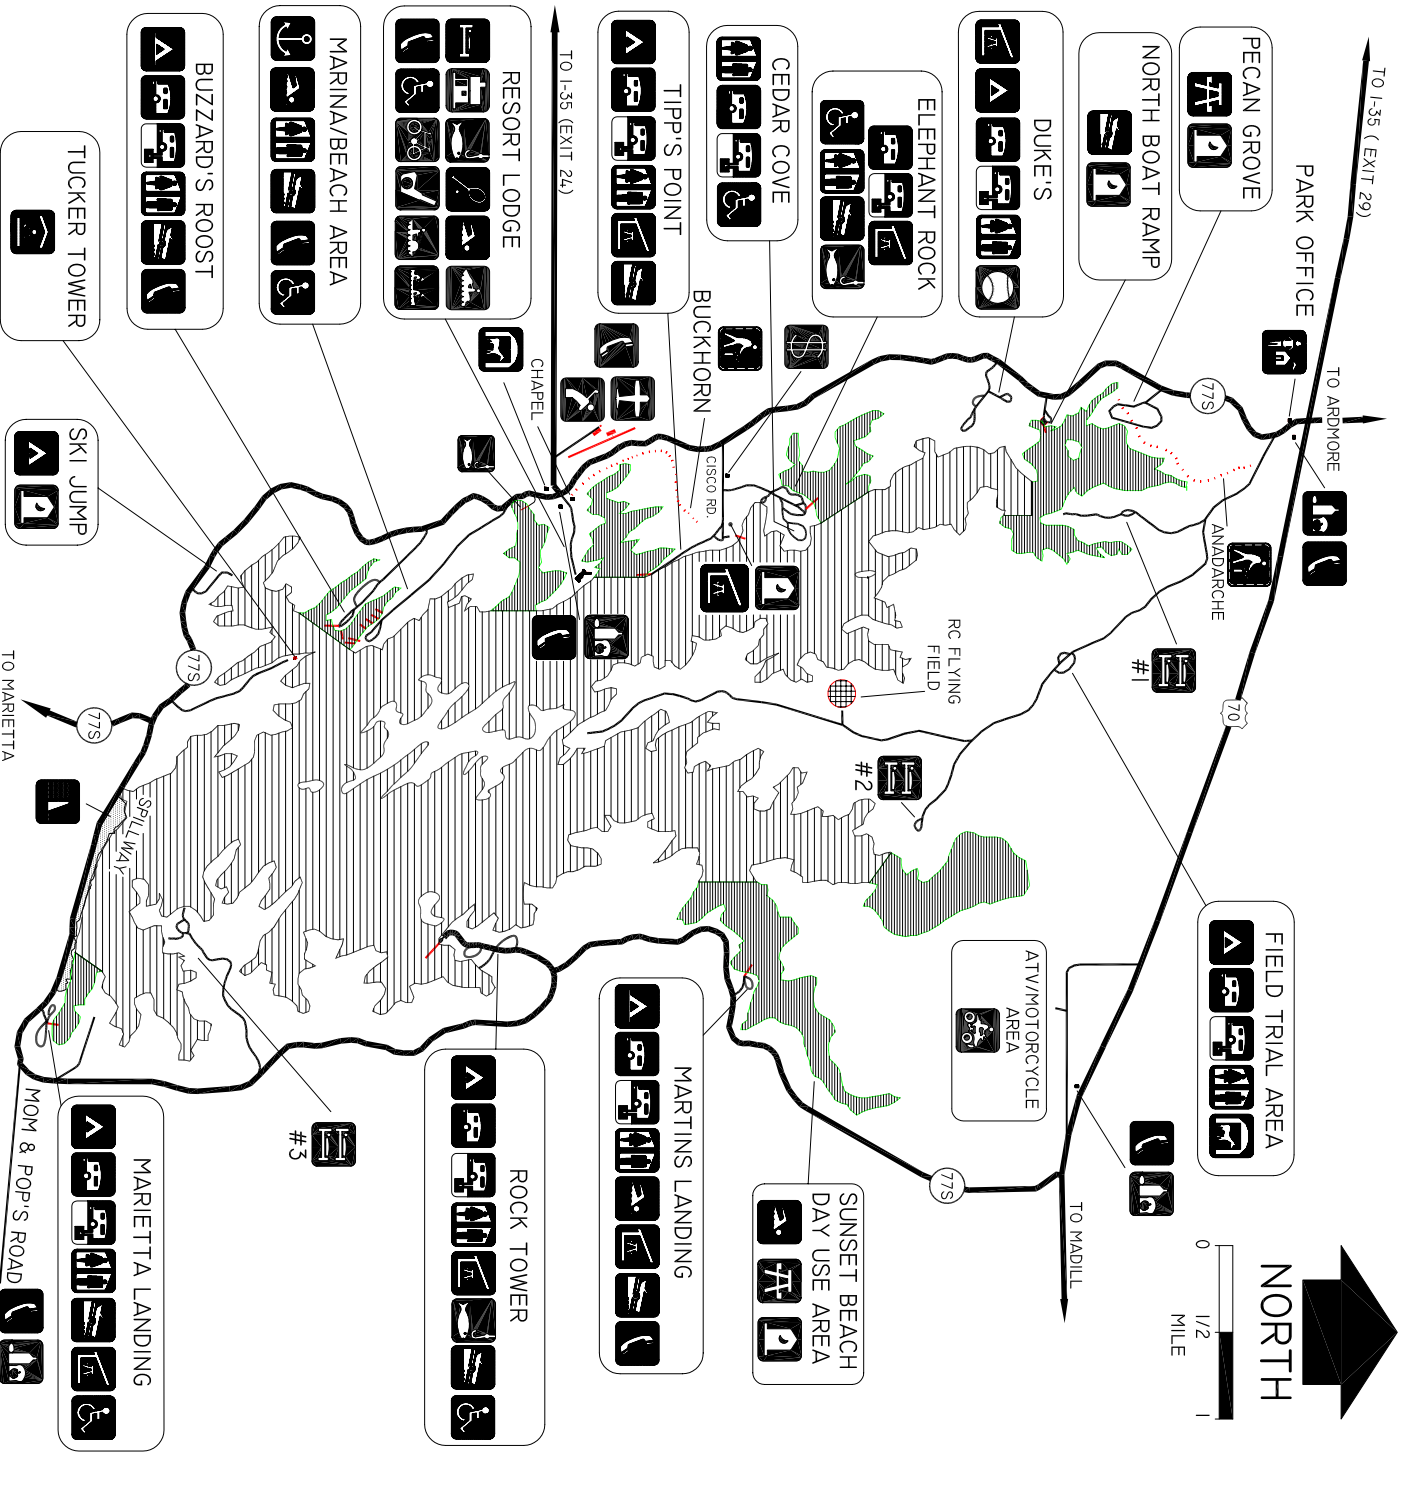 TO I-35 ( EXIT 29)
PARK OFFICE
TO ARDMORE
PECAN GROVE
NORTH BOAT RAMP
DUKE'S
ELEPHANT ROCK
CEDAR COVE
TIPP'S POINT
BUCKHORN
TO I-35 (EXIT 24)
RESORT LODGE
CHAPEL
MARINA/BEACH AREA
BUZZARD'S ROOST
TUCKER TOWER
SKI JUMP
77S
$
CISCO RD.
ANADARCHE
#1
70
RC FLYING
FIELD
#2
77S
77S
TO MARIETTA
SPILLWAY
FIELD TRIAL AREA
ATV/MOTORCYCLE
AREA
MARTINS LANDING
ROCK TOWER
#3
MARIETTA LANDING
MOM & POP'S ROAD
SUNSET BEACH
DAY USE AREA
77S
TO MADILL
NORTH
0 1/2 1
MILE